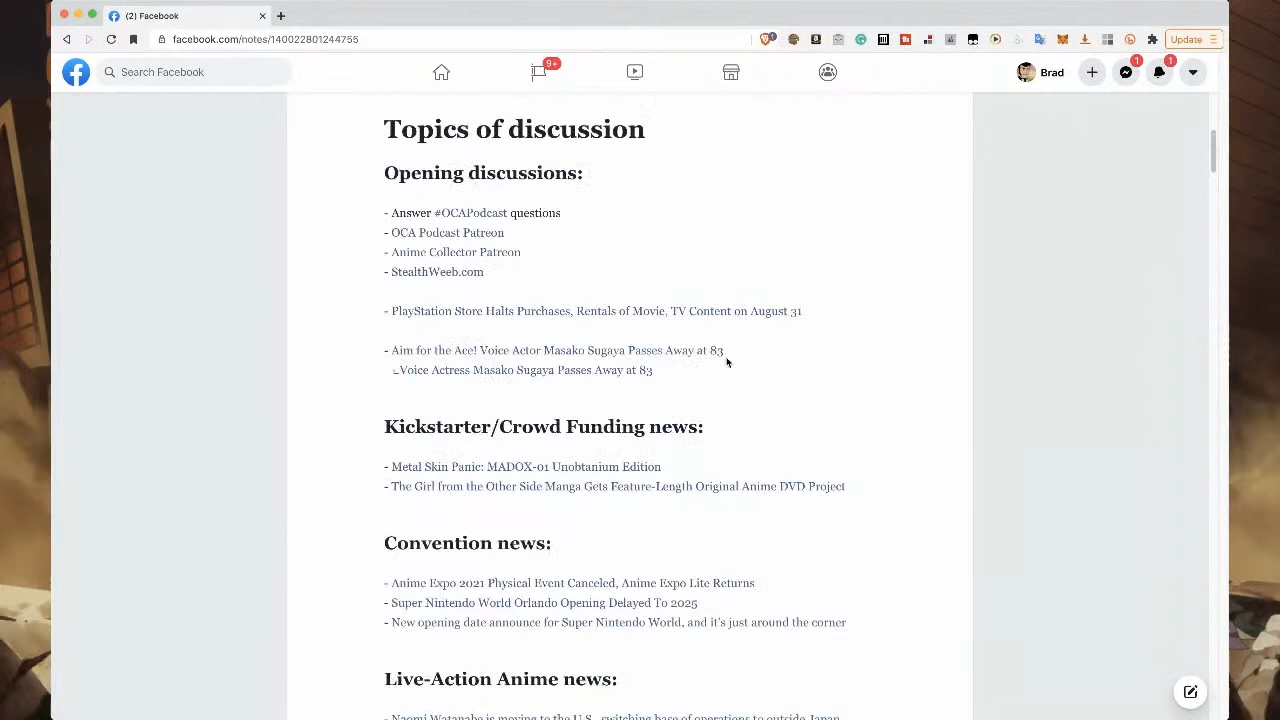 (2) Facebook
facebook.com/notes/140022801244755
Update
Search Facebook
9+
Brad
1
1
Topics of discussion
Opening discussions:
- Answer #OCAPodcast questions
- OCA Podcast Patreon
- Anime Collector Patreon
- StealthWeeb.com
- PlayStation Store Halts Purchases, Rentals of Movie, TV Content on August 31
- Aim for the Ace! Voice Actor Masako Sugaya Passes Away at 83
∟Voice Actress Masako Sugaya Passes Away at 83
Kickstarter/Crowd Funding news:
- Metal Skin Panic: MADOX-01 Unobtanium Edition
- The Girl from the Other Side Manga Gets Feature-Length Original Anime DVD Project
Convention news:
- Anime Expo 2021 Physical Event Canceled, Anime Expo Lite Returns
- Super Nintendo World Orlando Opening Delayed To 2025
- New opening date announce for Super Nintendo World, and it's just around the corner
Live-Action Anime news:
- Naomi Watanabe is moving to the U.S., switching base of operations to outside Japan